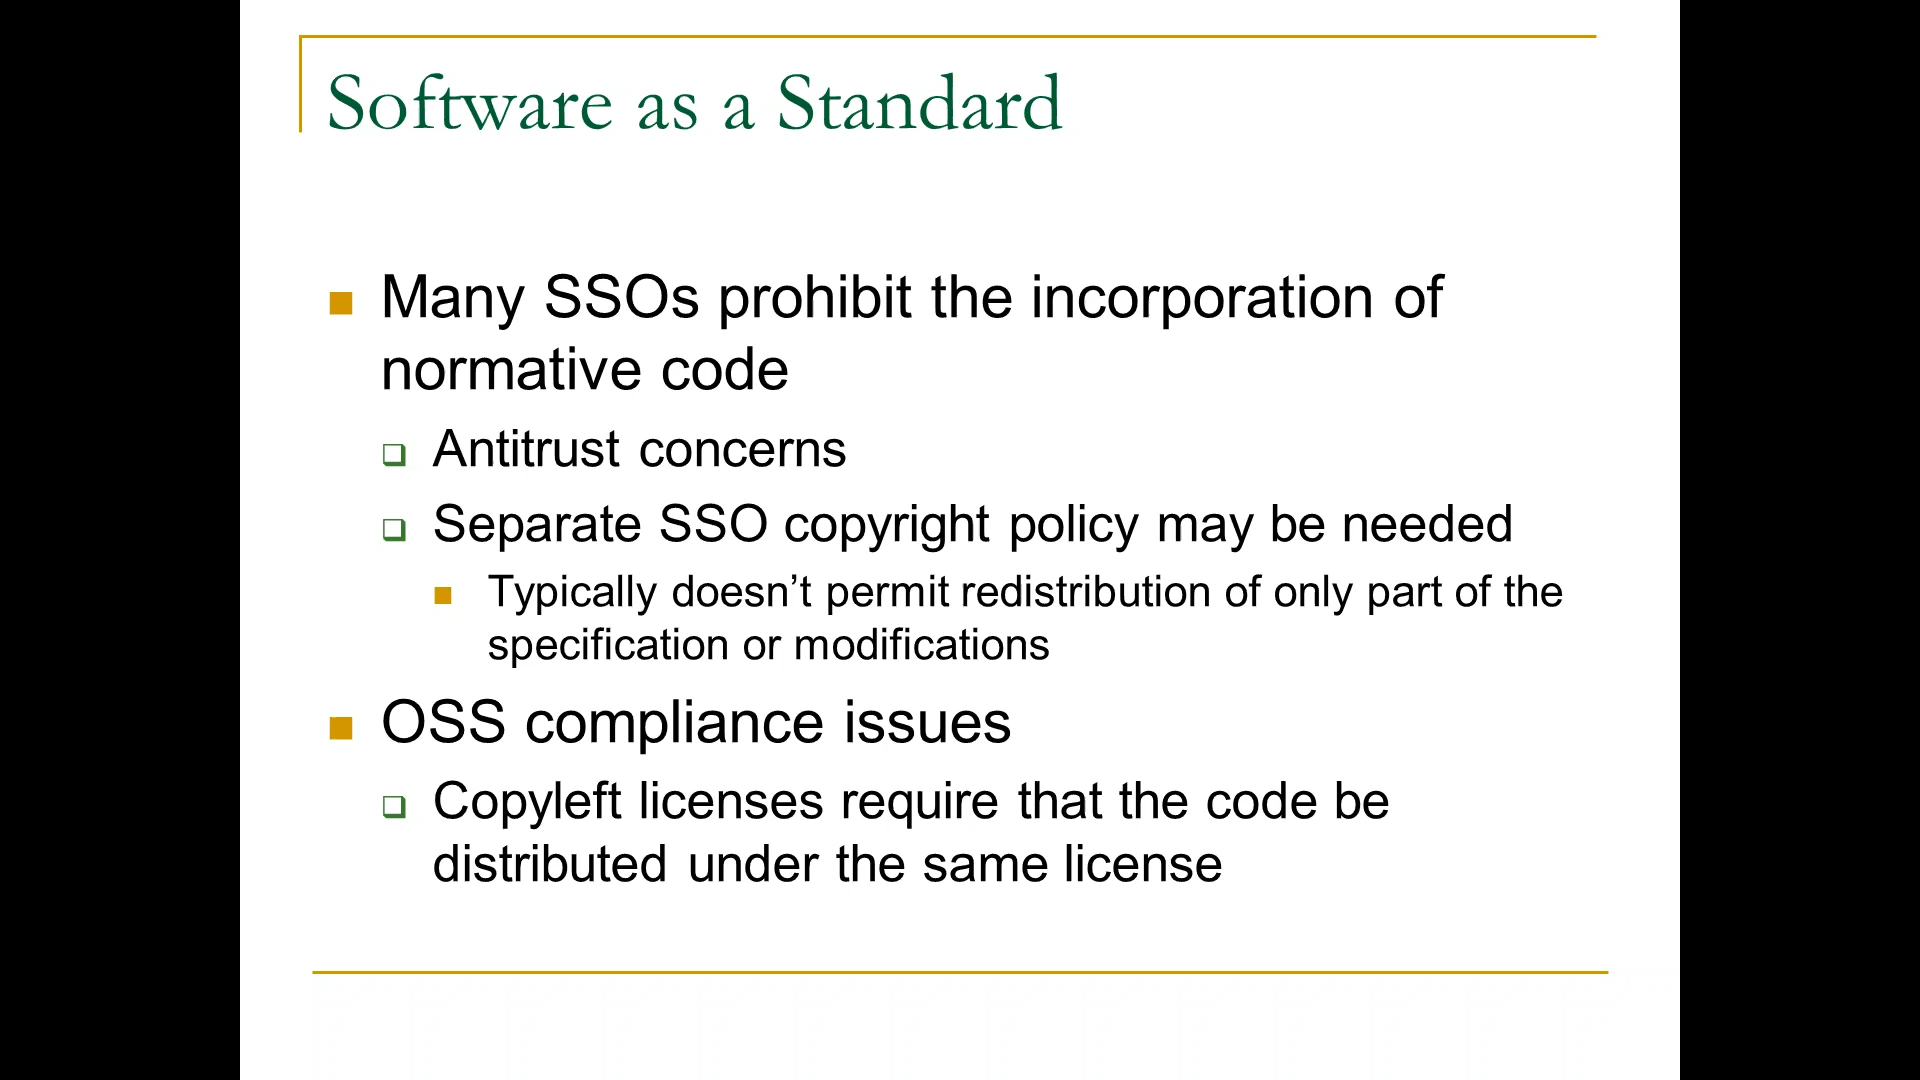 Software as a Standard
Many SSOs prohibit the incorporation of
normative code
Antitrust concerns
Separate SSO copyright policy may be needed
Typically doesn’t permit redistribution of only part of the
specification or modifications
OSS compliance issues
Copyleft licenses require that the code be
distributed under the same license